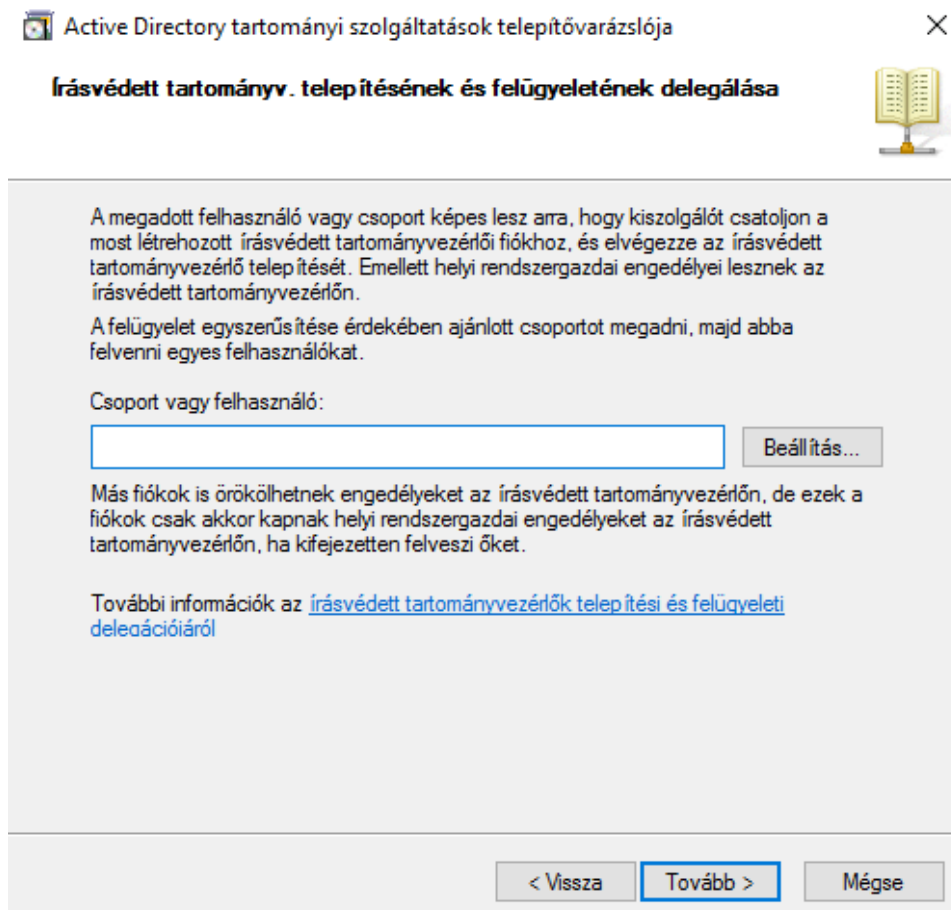 Active Directory tartományi szolgáltatások telepítővarázslója
Írásvédett tartományv. telepítésének és felügyeletének delegálása
A megadott felhasználó vagy csoport képes lesz arra, hogy kiszolgálót csatoljon a
most létrehozott írásvédett tartományvezérlői fiókhoz, és elvégezze az írásvédett
tartományvezérlő telepítését. Emellett helyi rendszergazdai engedélyei lesznek az
írásvédett tartományvezérlőn.
A felügyelet egyszerűsítése érdekében ajánlott csoportot megadni, majd abba
felvenni egyes felhasználókat.
Csoport vagy felhasználó:
Beállítás...
Más fiókok is örökölhetnek engedélyeket az írásvédett tartományvezérlőn, de ezek a
fiókok csak akkor kapnak helyi rendszergazdai engedélyeket az írásvédett
tartományvezérlőn, ha kifejezetten felveszi őket.
További információk az írásvédett tartományvezérlők telepítési és felügyeleti
delegációiáról
< Vissza
Tovább >
Mégse